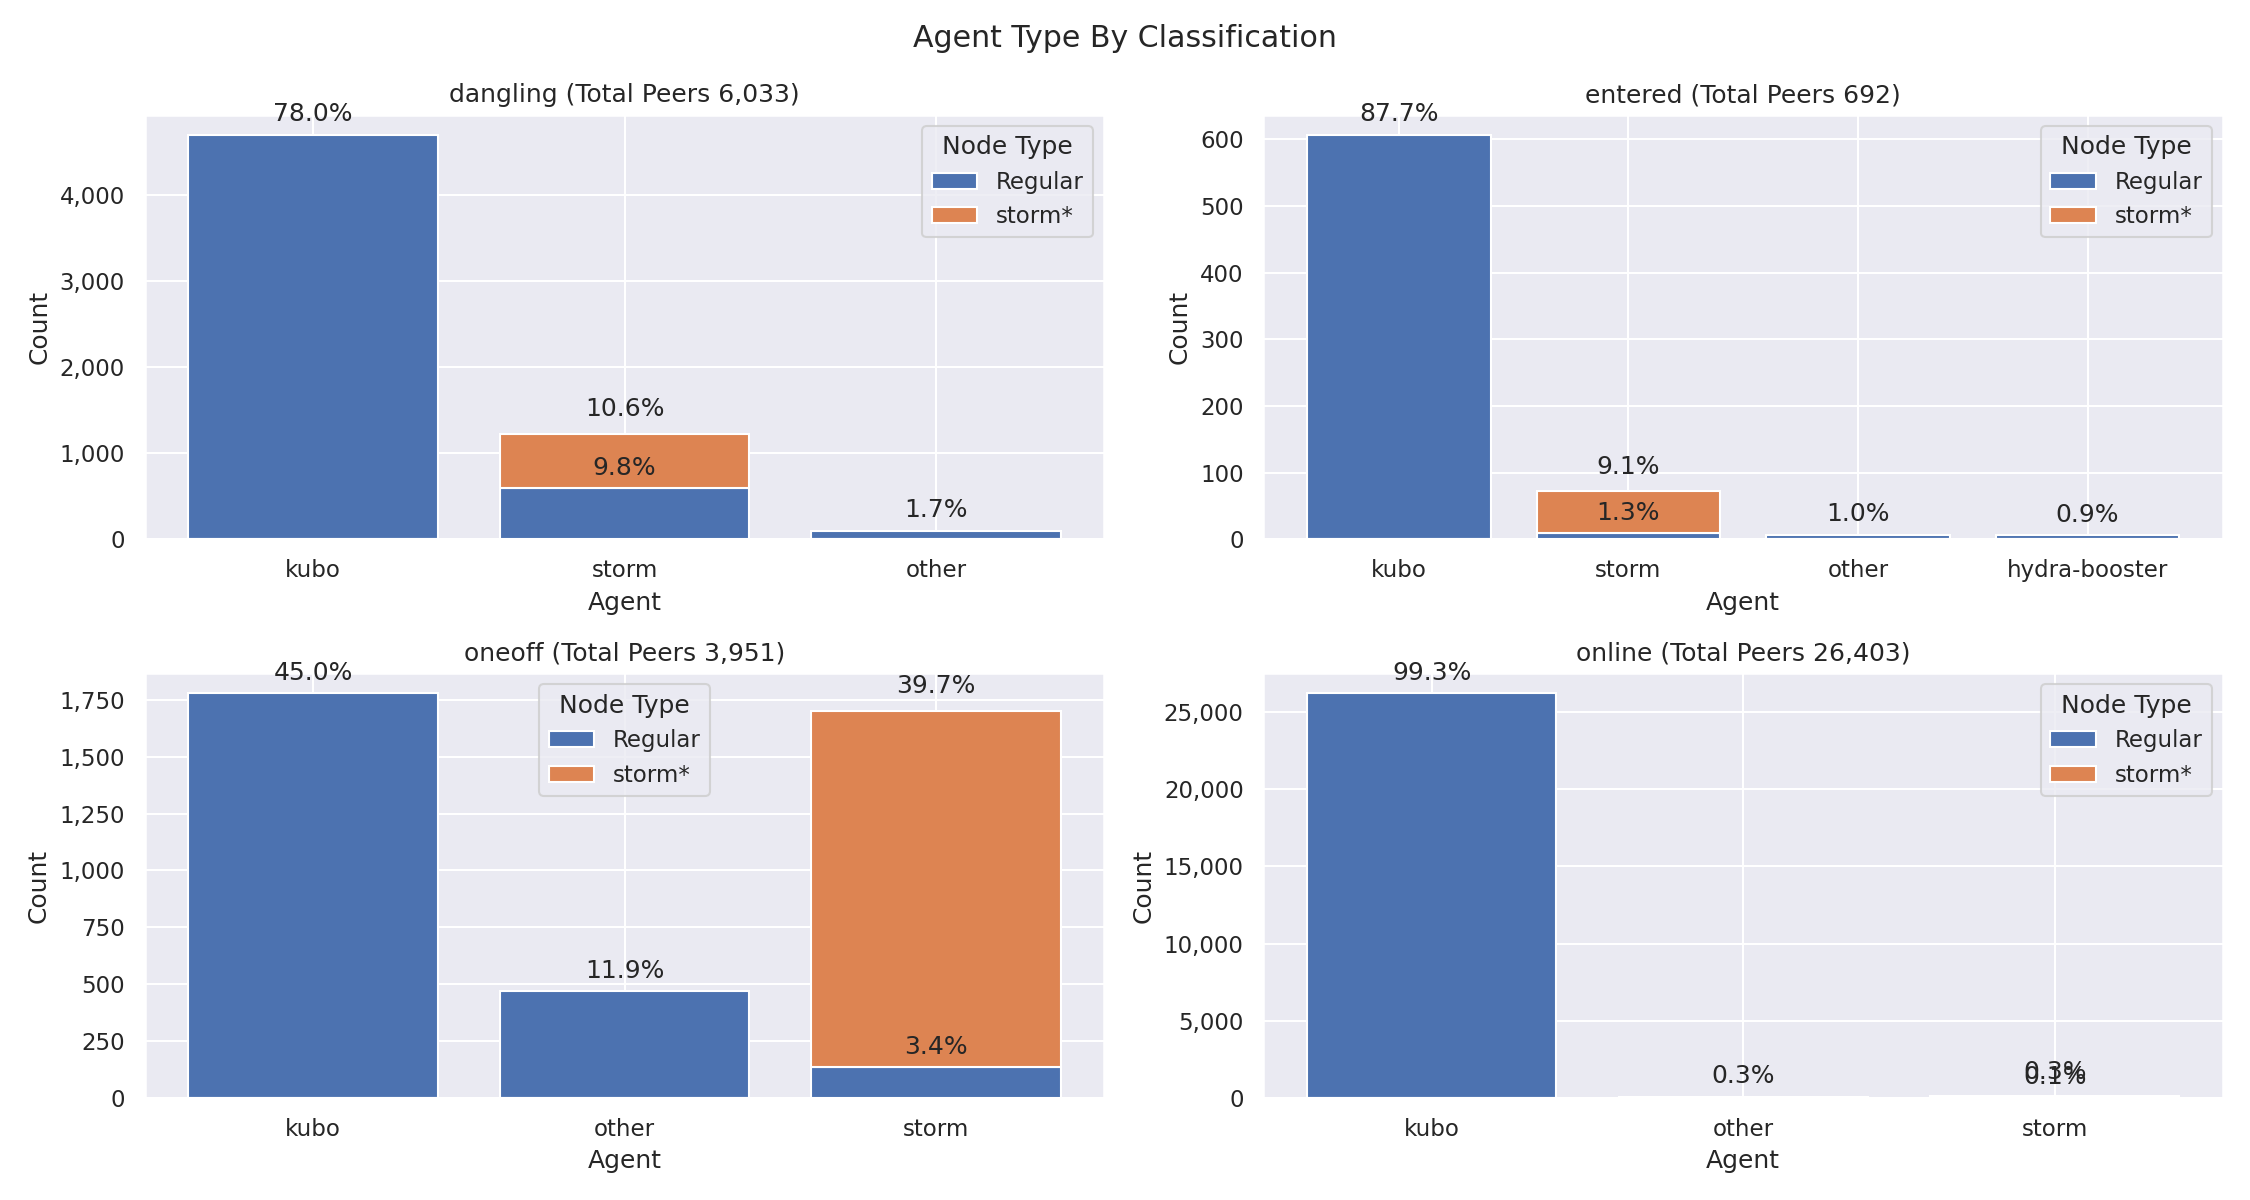 Agent Type By Classification
dangling (Total Peers 6,033)
78.0%
10.6%
9.8%
1.7%
Node Type
Regular
storm*
Count
4,000
3,000
2,000
1,000
0
kubo
storm
other
Agent
entered (Total Peers 692)
87.7%
9.1%
1.3%
1.0%
0.9%
Node Type
Regular
storm*
Count
600
500
400
300
200
100
0
kubo
storm
other
hydra-booster
Agent
oneoff (Total Peers 3,951)
45.0%
11.9%
39.7%
3.4%
Node Type
Regular
storm*
Count
1,750
1,500
1,250
1,000
750
500
250
0
kubo
other
storm
Agent
online (Total Peers 26,403)
99.3%
0.3%
0.3%
0.1%
Node Type
Regular
storm*
Count
25,000
20,000
15,000
10,000
5,000
0
kubo
other
storm
Agent